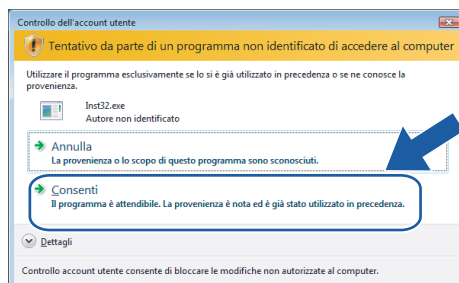 Controllo dell'account utente
Tentativo da parte di un programma non identificato di accedere al computer
Utilizzare il programma esclusivamente se lo si è già utilizzato in precedenza o se ne conosce la
provenienza.
Inst32.exe
Autore non identificato
Annulla
La provenienza o lo scopo di questo programma sono sconosciuti.
Consenti
Il programma è attendibile. La provenienza è nota ed è già stato utilizzato in precedenza.
Dettagli
Controllo account utente consente di bloccare le modifiche non autorizzate al computer.